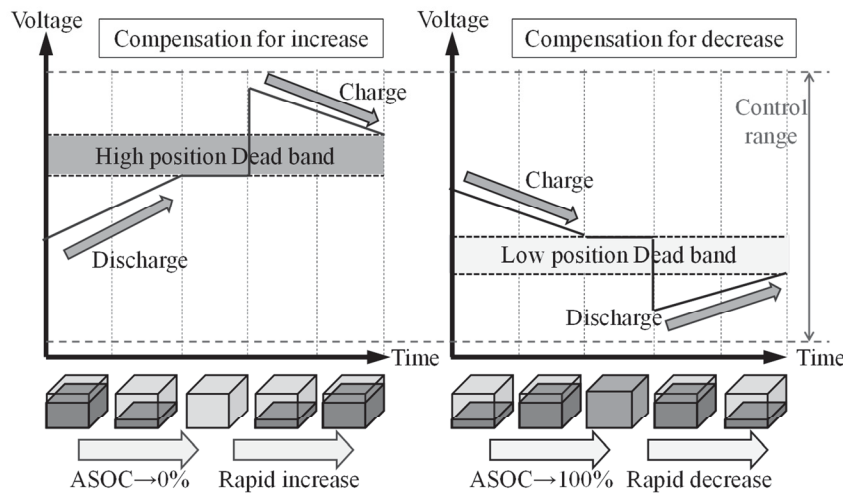 Voltage
Compensation for increase
Charge
High position Dead band
Discharge
Time
ASOC→0%
Rapid increase
Voltage
Compensation for decrease
Control
range
Charge
Low position Dead band
Discharge
Time
ASOC→100%
Rapid decrease